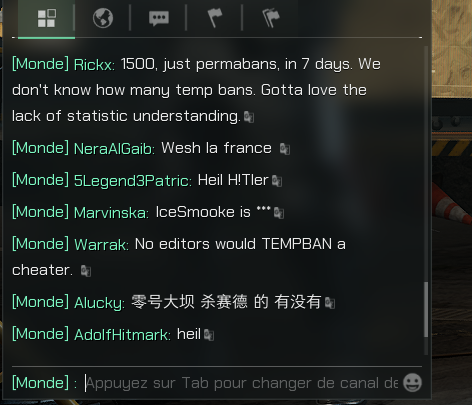 [Monde] Rickx: 1500, just permabans, in 7 days. We
don't know how many temp bans. Gotta love the
lack of statistic understanding.
[Monde] NeraAlGaib: Wesh la france
[Monde] 5Legend3Patric: Heil H!Tler
[Monde] Marvinska: IceSmooke is ***
[Monde] Warrak: No editors would TEMPBAN a
cheater.
[Monde] Alucky: 零号大坝 杀赛德 的 有没有
[Monde] AdolfHitmark: heil
[Monde] : Appuyez sur Tab pour changer de canal de